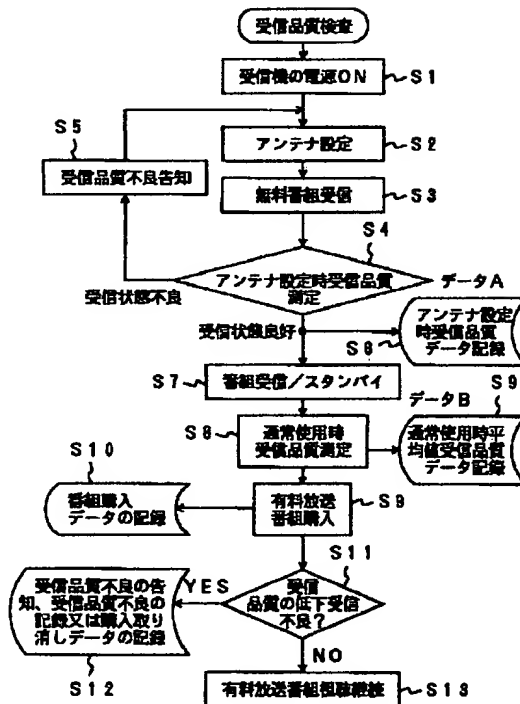 受信品質検査
受信機の電源ON
S1
S5
アンテナ設定
S2
受信品質不良告知
無料番組受信
S3
S4
アンテナ設定時受信品質
測定
データA
受信状態不良
受信状態良好
アンテナ設定
時受信品質
データ記録
S6
S7
番組受信/スタンバイ
データB
S9
S8
通常使用時
受信品質測定
通常使用時平
均値受信品質
データ記録
S10
番組購入
データの記録
有料放送
番組購入
S9
S11
受信
品質の低下受信
不良?
YES
受信品質不良の告
知、受信品質不良の
記録又は購入取り
消しデータの記録
S12
NO
有料放送番組視聴継続
S13